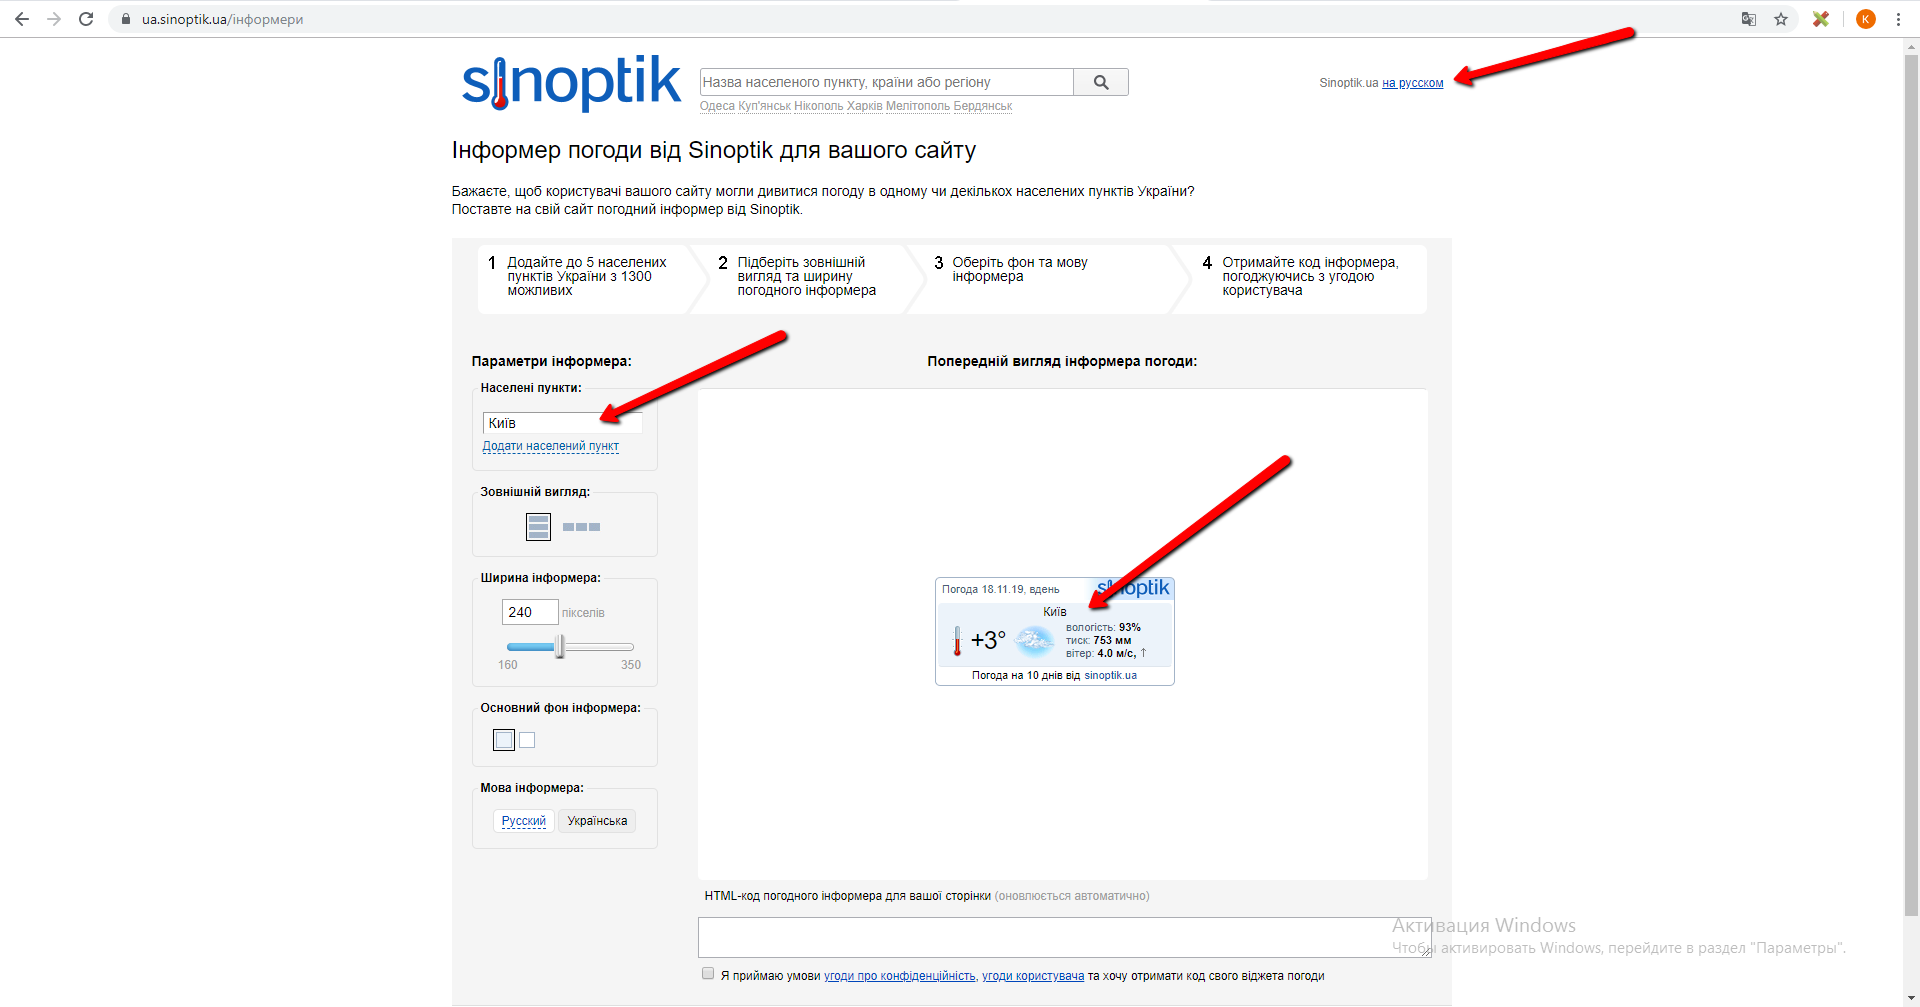 ua.sinoptik.ua/інформери
K
sinoptik
Назва населеного пункту, країни або регіону
Sinoptik.ua на русском
Одеса Куп'янськ Нікополь Харків Мелітополь Бердянськ
Інформер погоди від Sinoptik для вашого сайту
Бажаєте, щоб користувачі вашого сайту могли дивитися погоду в одному чи декількох населених пунктів України?
Поставте на свій сайт погодний інформер від Sinoptik.
1 Додайте до 5 населених
пунктів України з 1300
можливих
2 Підберіть зовнішній
вигляд та ширину
погодного інформера
3 Оберіть фон та мову
інформера
4 Отримайте код інформера,
погоджуючись з угодою
користувача
Параметри інформера:
Населені пункти:
Київ
Додати населений пункт
Зовнішній вигляд:
Ширина інформера:
240 пікселів
160 350
Основний фон інформера:
Мова інформера:
Русский Українська
Попередній вигляд інформера погоди:
Погода 18.11.19, вдень sinoptik
Київ
+3°
вологість: 93%
тиск: 753 мм
вітер: 4.0 м/с, ↑
Погода на 10 днів від sinoptik.ua
HTML-код погодного інформера для вашої сторінки (оновлюється автоматично)
Активация Windows
Чтобы активировать Windows, перейдите в раздел "Параметры".
Я приймаю умови угоди про конфіденційність, угоди користувача та хочу отримати код свого віджета погоди